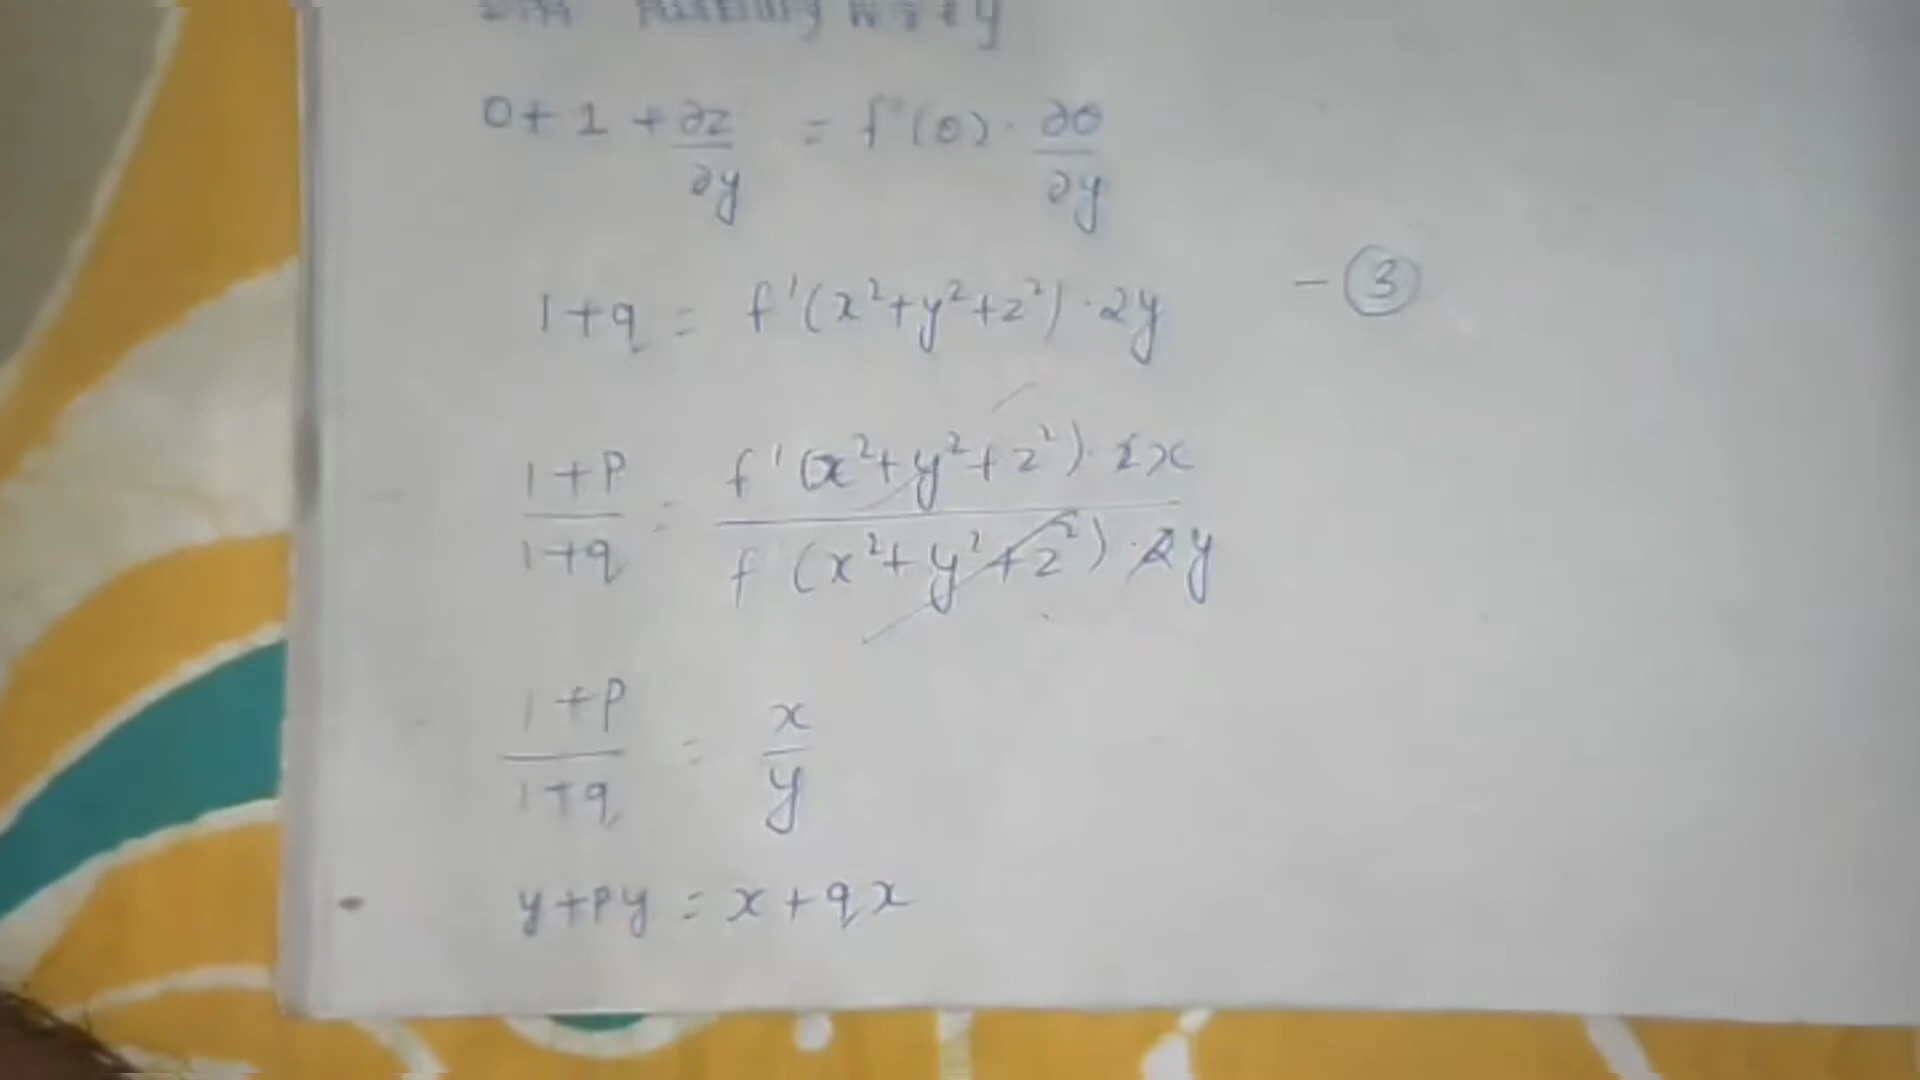 w.r.t y
0+1+∂z/∂y = f'(θ)·∂θ/∂y
1+q = f'(x²+y²+z²)·2y -③
(1+p)/(1+q) = f'(x²+y²+z²)·2x / f(x²+y²+z²)·2y
(1+p)/(1+q) = x/y
y+py = x+qx